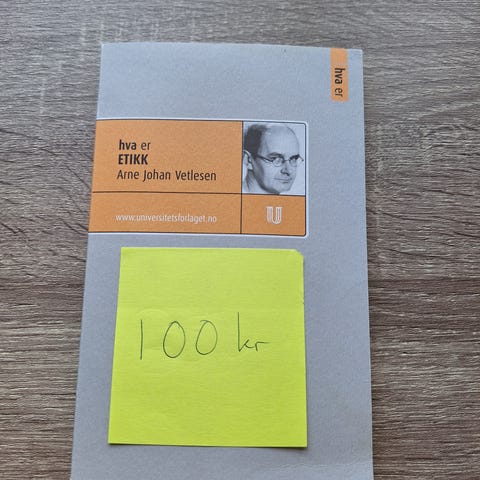 hva er
hva er
ETIKK
Arne Johan Vetlesen
www.universitetsforlaget.no
100 kr